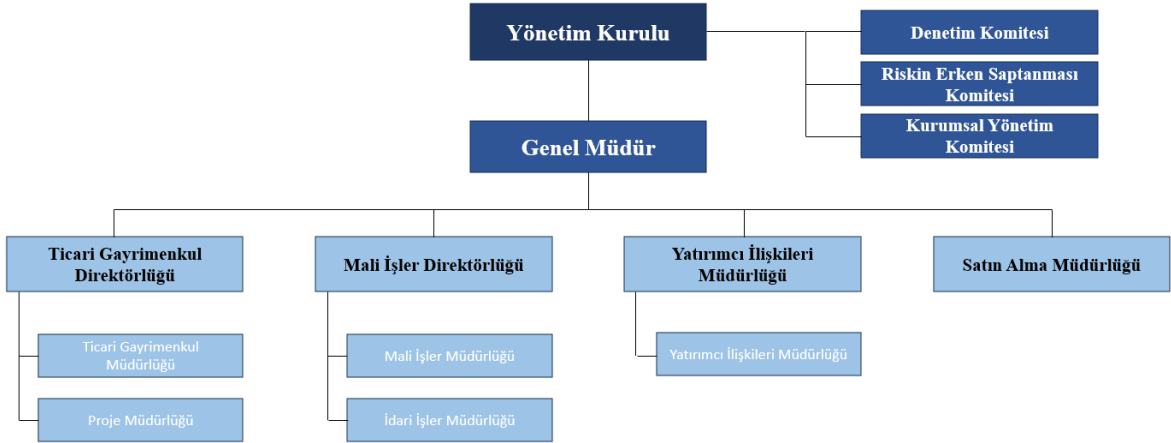 Yönetim Kurulu
Denetim Komitesi
Riskin Erken Saptanması
Komitesi
Kurumsal Yönetim
Komitesi
Genel Müdür
Ticari Gayrimenkul
Direktörlüğü
Mali İşler Direktörlüğü
Yatırımcı İlişkileri
Müdürlüğü
Satın Alma Müdürlüğü
Ticari Gayrimenkul
Müdürlüğü
Mali İşler Müdürlüğü
Yatırımcı İlişkileri Müdürlüğü
Proje Müdürlüğü
İdari İşler Müdürlüğü